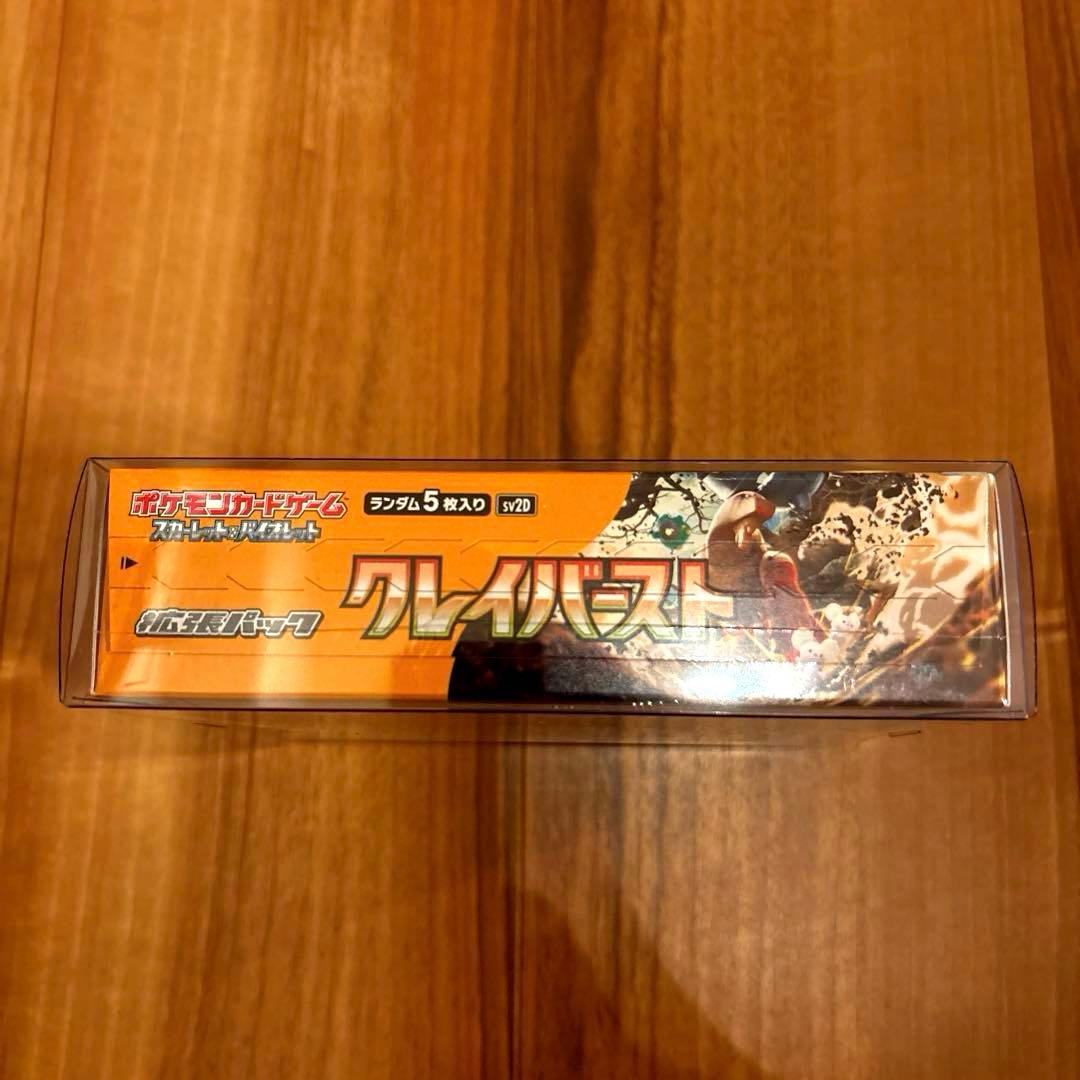 ポケモンカードゲーム
スカーレット&バイオレット
ランダム5枚入り sv2D
クレイバースト
拡張パック